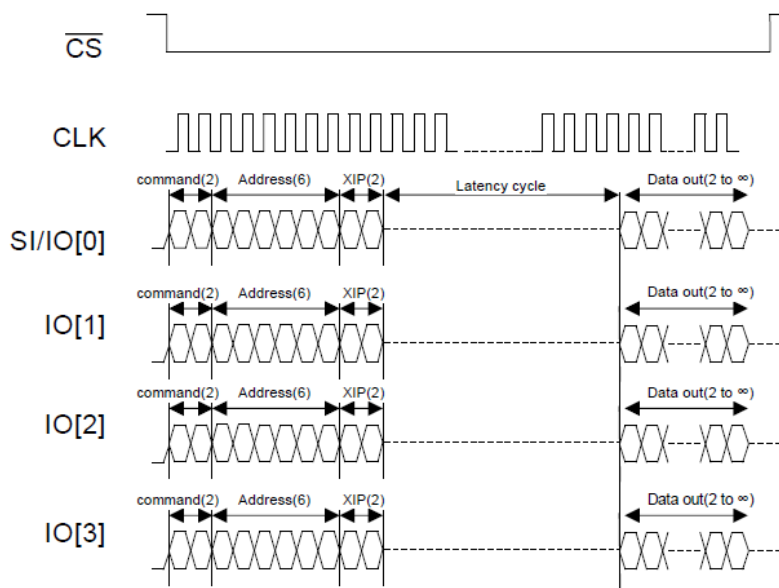 CS
CLK
command(2) Address(6) XIP(2) Latency cycle Data out(2 to ∞)
SI/IO[0]
command(2) Address(6) XIP(2) Data out(2 to ∞)
IO[1]
command(2) Address(6) XIP(2) Data out(2 to ∞)
IO[2]
command(2) Address(6) XIP(2) Data out(2 to ∞)
IO[3]